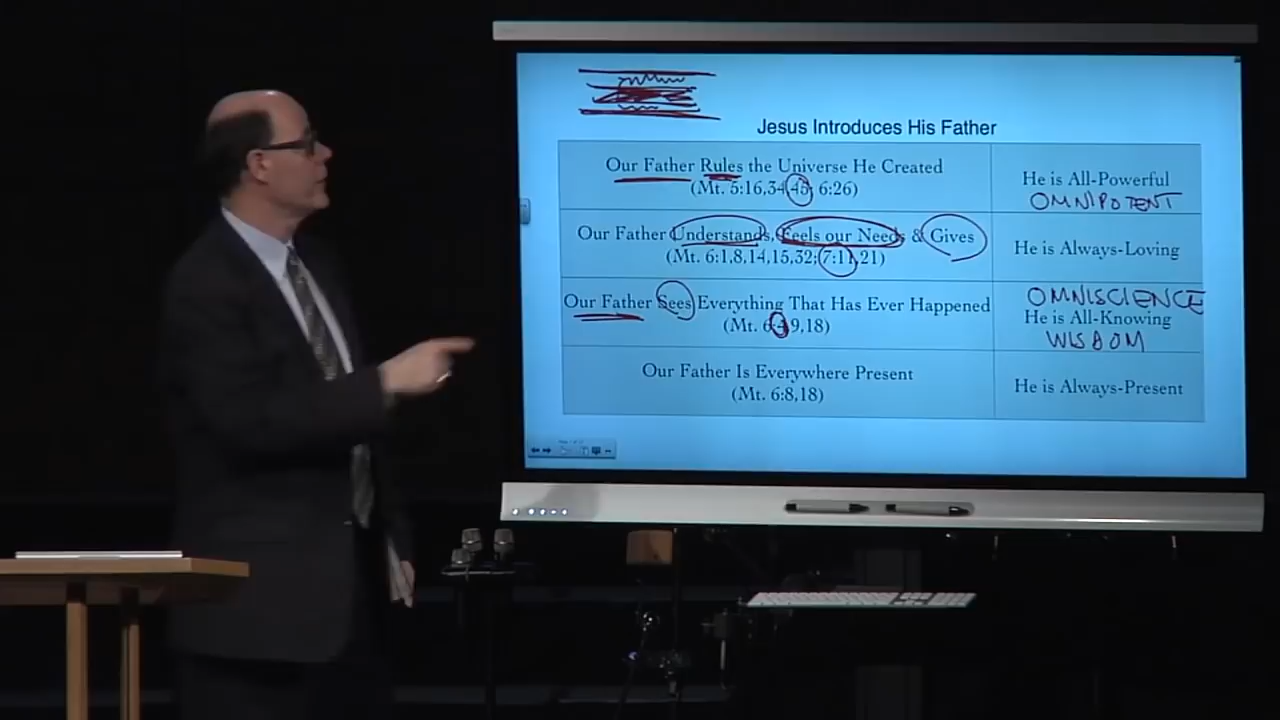 Jesus Introduces His Father
Our Father Rules the Universe He Created
(Mt. 5:16,34,45; 6:26)
He is All-Powerful
OMNIPOTENT
Our Father Understands, Feels our Needs & Gives
(Mt. 6:1,8,14,15,32; 7:11,21)
He is Always-Loving
Our Father Sees Everything That Has Ever Happened
(Mt. 6:4,9,18)
OMNISCIENCE
He is All-Knowing
WISDOM
Our Father Is Everywhere Present
(Mt. 6:8,18)
He is Always-Present